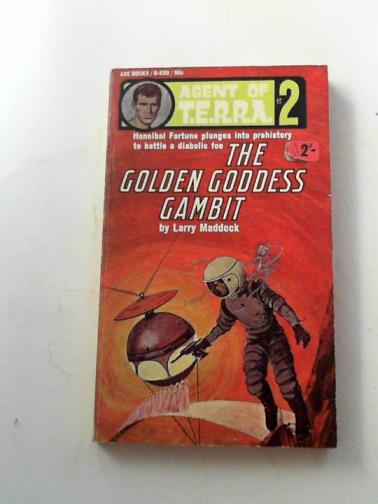 ACE BOOKS / G-620 / 50c
AGENT OF
T.E.R.R.A. #2
Hannibal Fortune plunges into prehistory
to battle a diabolic foe
THE
2'-
GOLDEN GODDESS
GAMBIT
by Larry Maddock